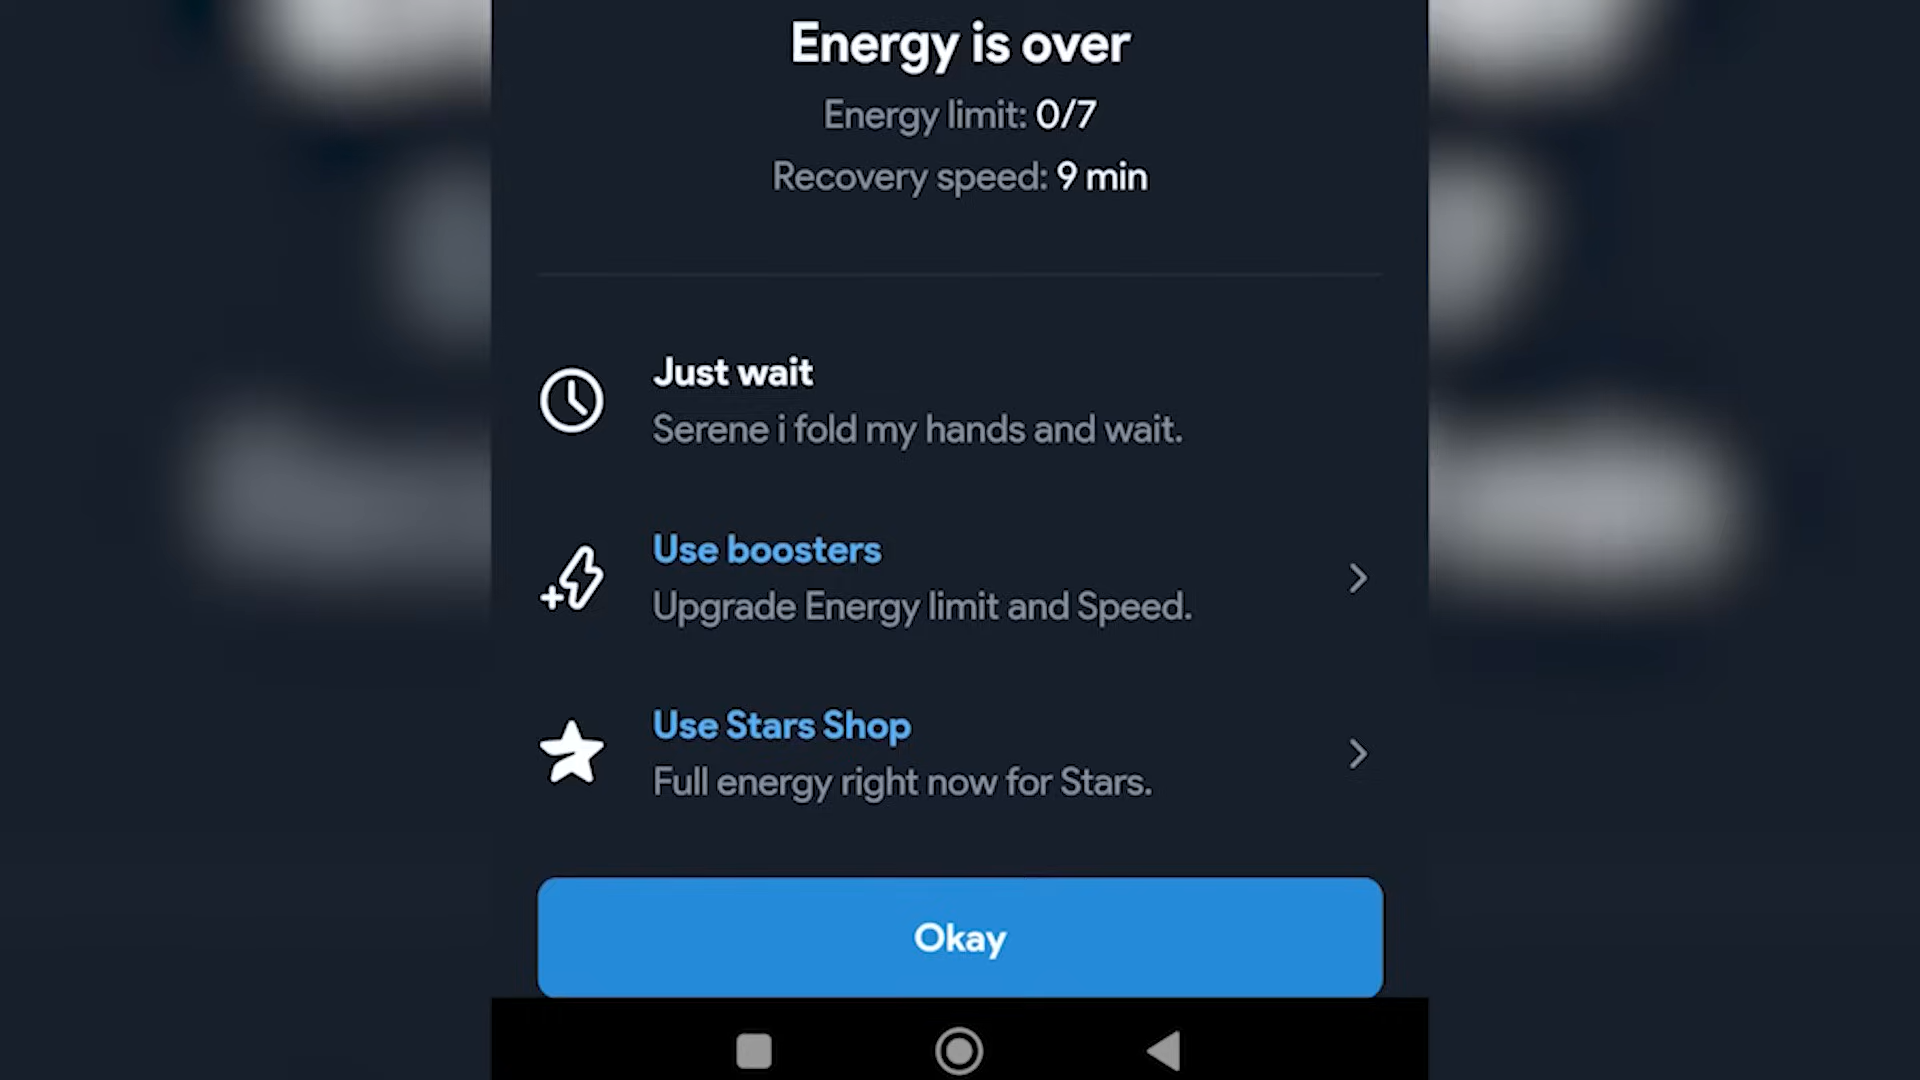 Energy is over
Energy limit: 0/7
Recovery speed: 9 min
Just wait
Serene i fold my hands and wait.
Use boosters
Upgrade Energy limit and Speed.
Use Stars Shop
Full energy right now for Stars.
Okay